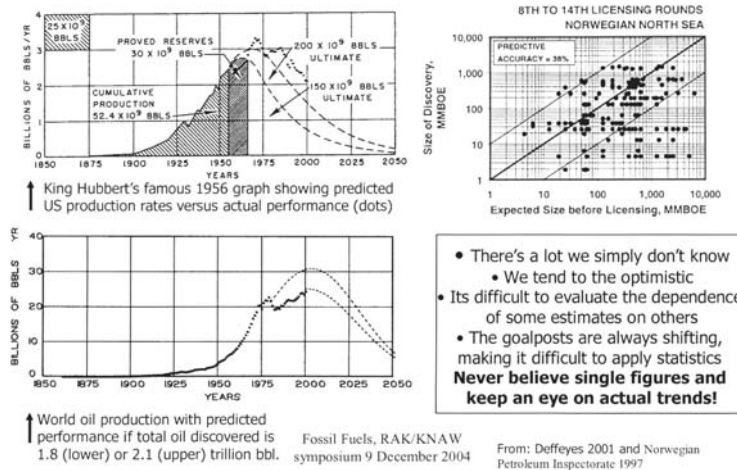 25 X 10⁹
BBLS
BILLIONS OF BBLS/YR
4
3
2
1
0
PROVED RESERVES
30 X 10⁹
BBLS
200 X 10⁹ BBLS
ULTIMATE
CUMULATIVE
PRODUCTION
52.4 X 10⁹ BBLS
150 X 10⁹ BBLS
ULTIMATE
1850 1875 1900 1925 1950 1975 2000 2025 2050
YEARS
King Hubbert's famous 1956 graph showing predicted
US production rates versus actual performance (dots)
8TH TO 14TH LICENSING ROUNDS
NORWEGIAN NORTH SEA
PREDICTIVE
ACCURACY = 38%
Size of Discovery,
MMBOE
10,000
1,000
100
10
1
1 10 100 1,000 10,000
Expected Size before Licensing, MMBOE
BILLIONS OF BBLS YR
40
30
20
10
0
1850 1875 1900 1925 1950 1975 2000 2025 2050
YEARS
World oil production with predicted
performance if total oil discovered is
1.8 (lower) or 2.1 (upper) trillion bbl.
• There's a lot we simply don't know
• We tend to the optimistic
• Its difficult to evaluate the dependence
of some estimates on others
• The goalposts are always shifting,
making it difficult to apply statistics
Never believe single figures and
keep an eye on actual trends!
Fossil Fuels, RAK/KNAW
symposium 9 December 2004
From: Deffeyes 2001 and Norwegian
Petroleum Inspectorate 1997